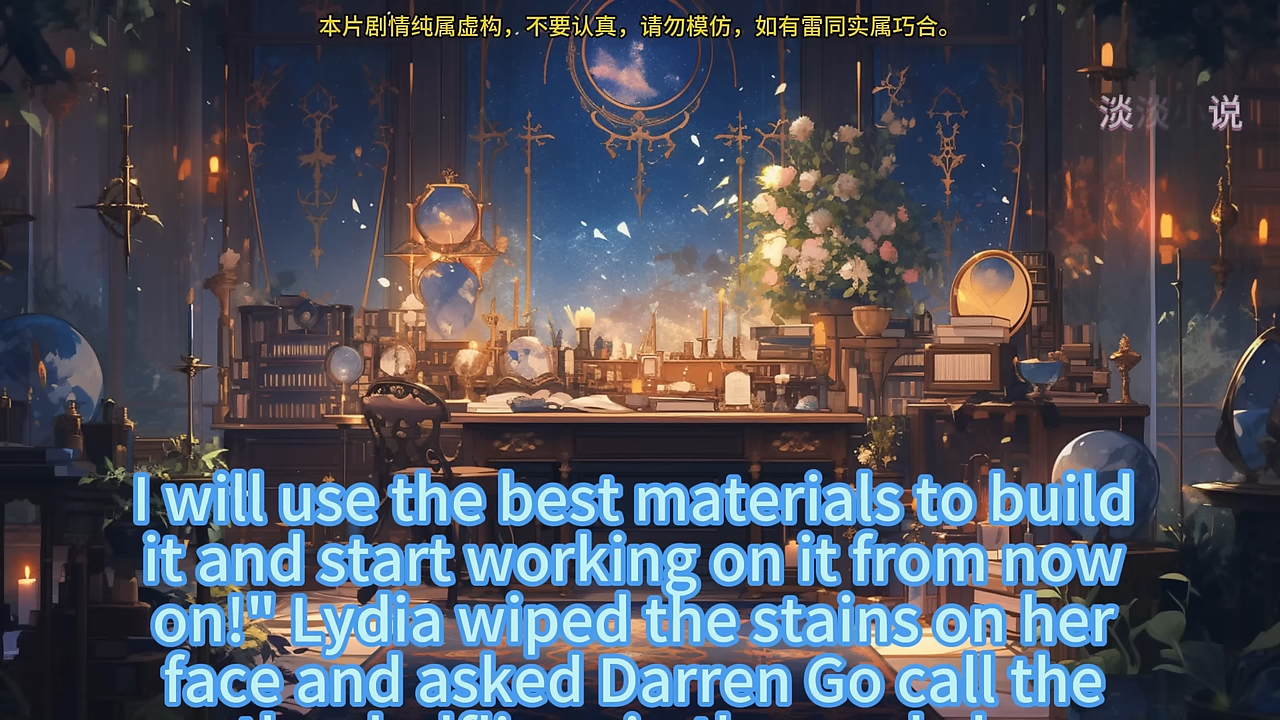 本片剧情纯属虚构，不要认真，请勿模仿，如有雷同实属巧合。
淡淡小说
I will use the best materials to build
it and start working on it from now
on!" Lydia wiped the stains on her
face and asked Darren Go call the